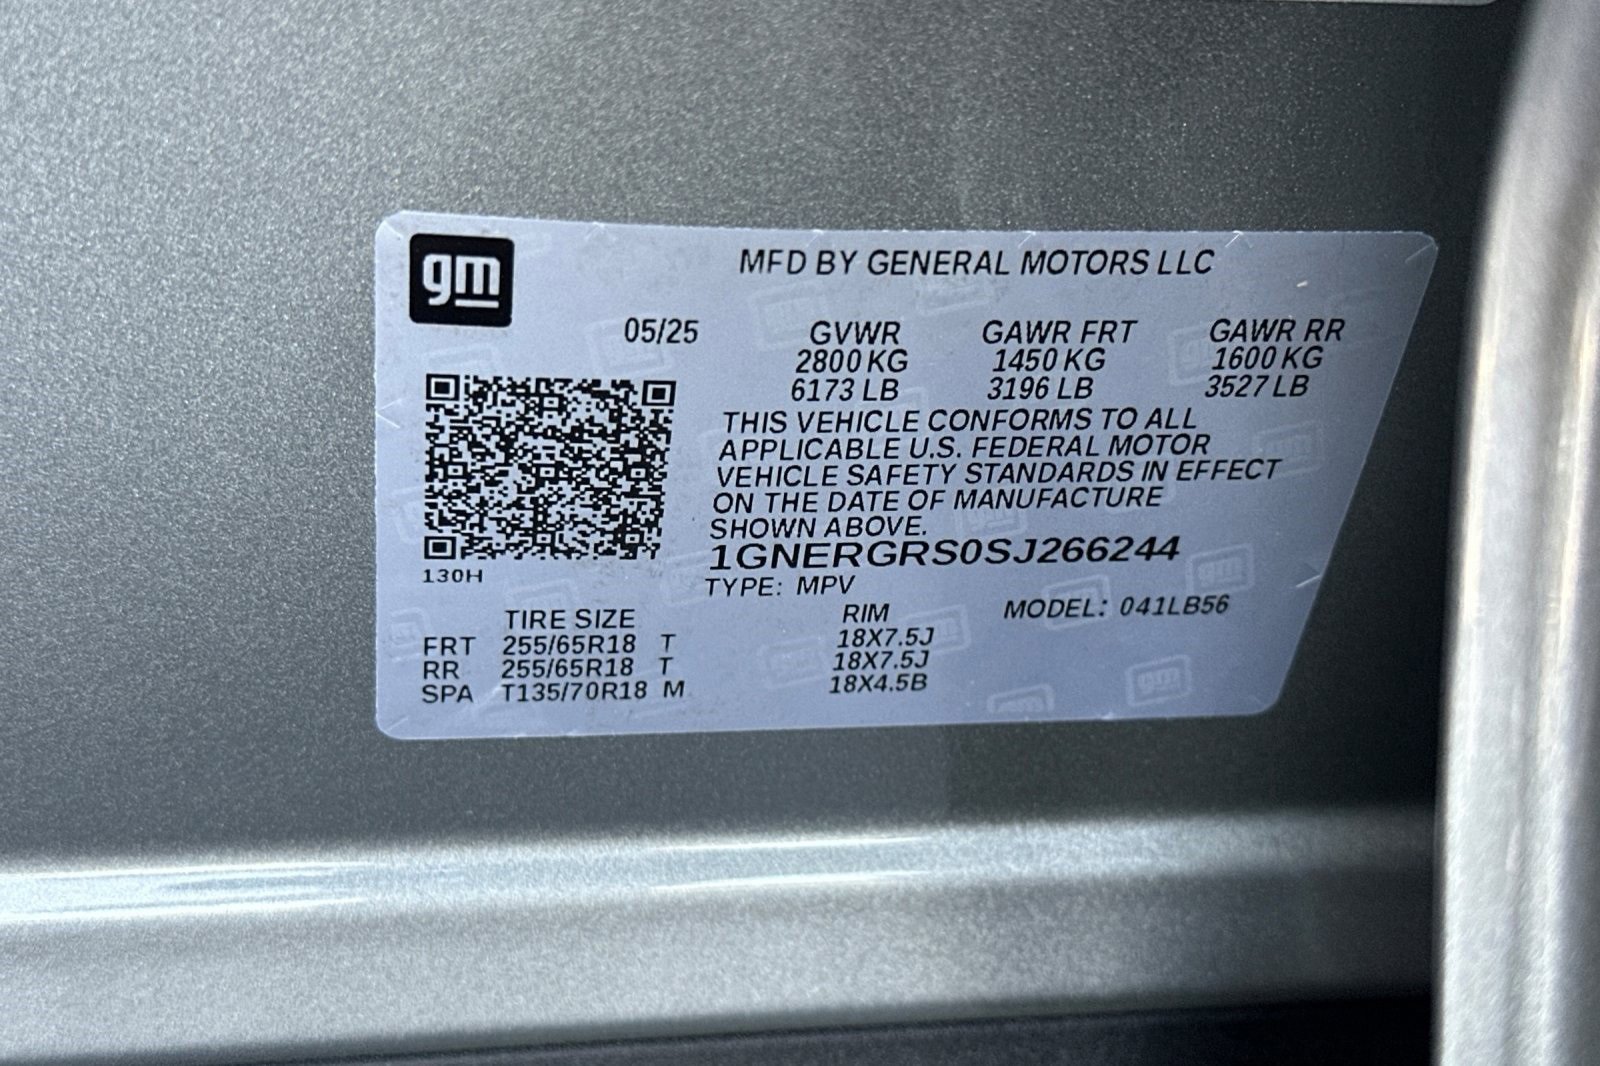 gm
MFD BY GENERAL MOTORS LLC
05/25 GVWR GAWR FRT GAWR RR
2800 KG 1450 KG 1600 KG
6173 LB 3196 LB 3527 LB
THIS VEHICLE CONFORMS TO ALL
APPLICABLE U.S. FEDERAL MOTOR
VEHICLE SAFETY STANDARDS IN EFFECT
ON THE DATE OF MANUFACTURE
SHOWN ABOVE.
1GNERGRS0SJ266244
130H
TYPE: MPV
TIRE SIZE RIM MODEL: 041LB56
FRT 255/65R18 T 18X7.5J
RR 255/65R18 T 18X7.5J
SPA T135/70R18 M 18X4.5B